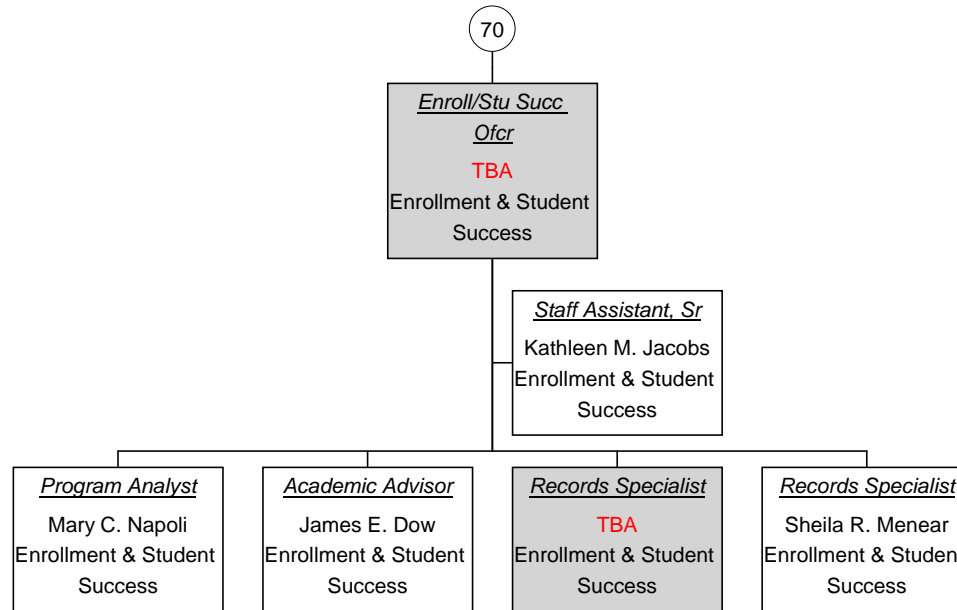 70
Enroll/Stu Succ
Ofcr
TBA
Enrollment & Student
Success
Staff Assistant, Sr
Kathleen M. Jacobs
Enrollment & Student
Success
Program Analyst
Mary C. Napoli
Enrollment & Student
Success
Academic Advisor
James E. Dow
Enrollment & Student
Success
Records Specialist
TBA
Enrollment & Student
Success
Records Specialist
Sheila R. Menear
Enrollment & Student
Success